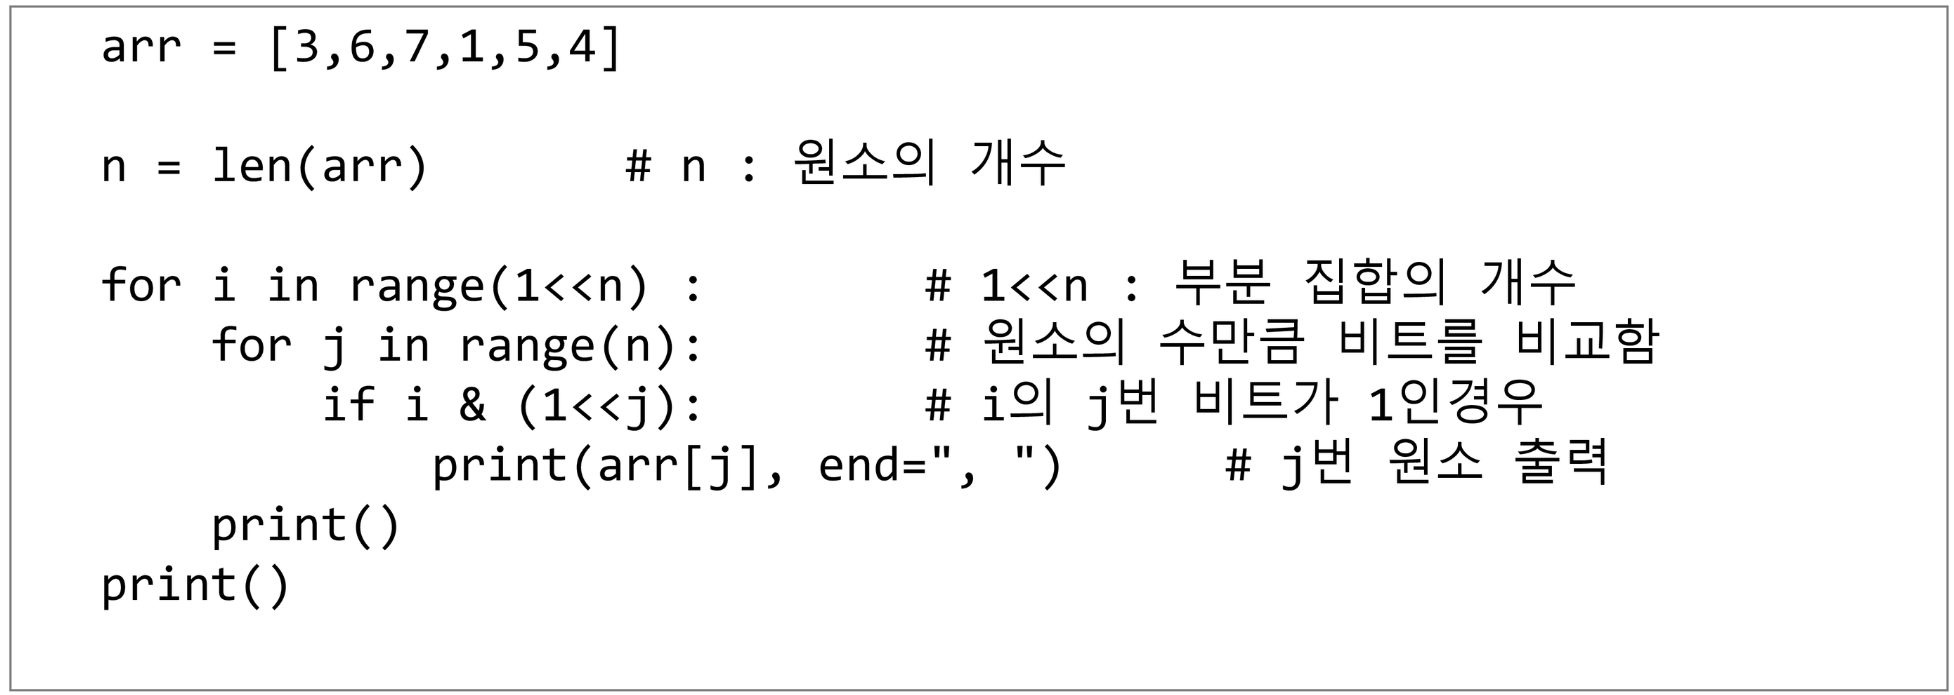 arr = [3,6,7,1,5,4]
n = len(arr)       # n : 원소의 개수
for i in range(1<<n) :        # 1<<n : 부분 집합의 개수
    for j in range(n):        # 원소의 수만큼 비트를 비교함
        if i & (1<<j):        # i의 j번 비트가 1인경우
            print(arr[j], end=", ")      # j번 원소 출력
    print()
print()